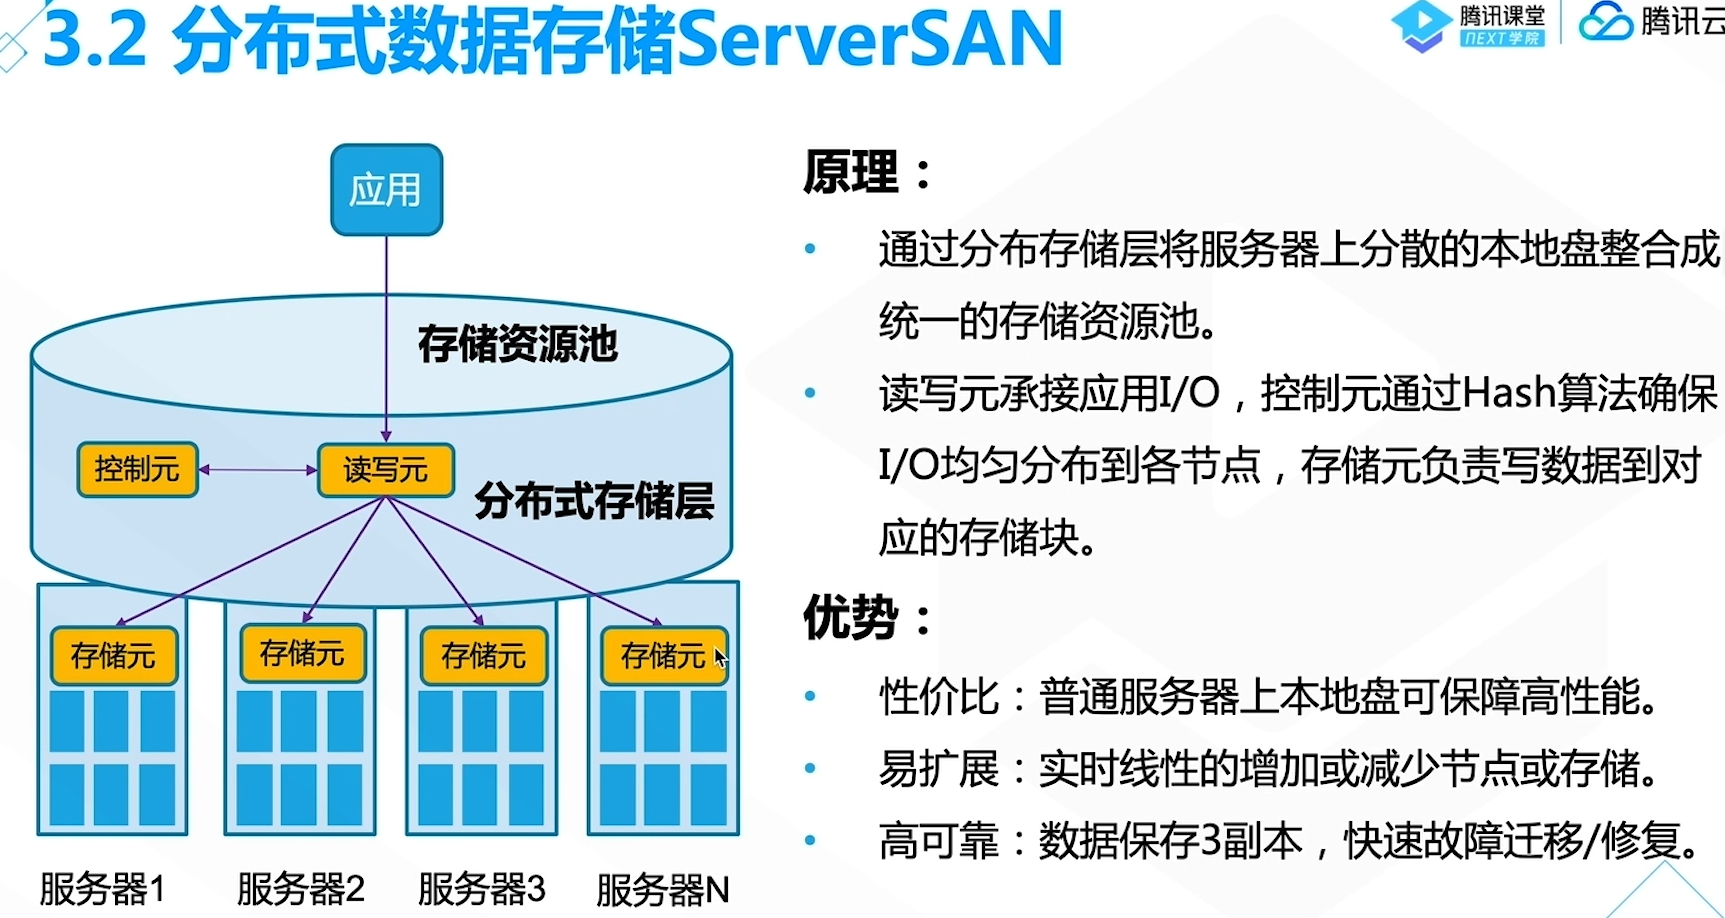 3.2 分布式数据存储ServerSAN
腾讯课堂
NEXT学院
腾讯云
应用
存储资源池
控制元
读写元
分布式存储层
存储元
存储元
存储元
存储元
服务器1
服务器2
服务器3
服务器N
原理：
• 通过分布存储层将服务器上分散的本地盘整合成
统一的存储资源池。
• 读写元承接应用I/O，控制元通过Hash算法确保
I/O均匀分布到各节点，存储元负责写数据到对
应的存储块。
优势：
• 性价比：普通服务器上本地盘可保障高性能。
• 易扩展：实时线性的增加或减少节点或存储。
• 高可靠：数据保存3副本，快速故障迁移/修复。